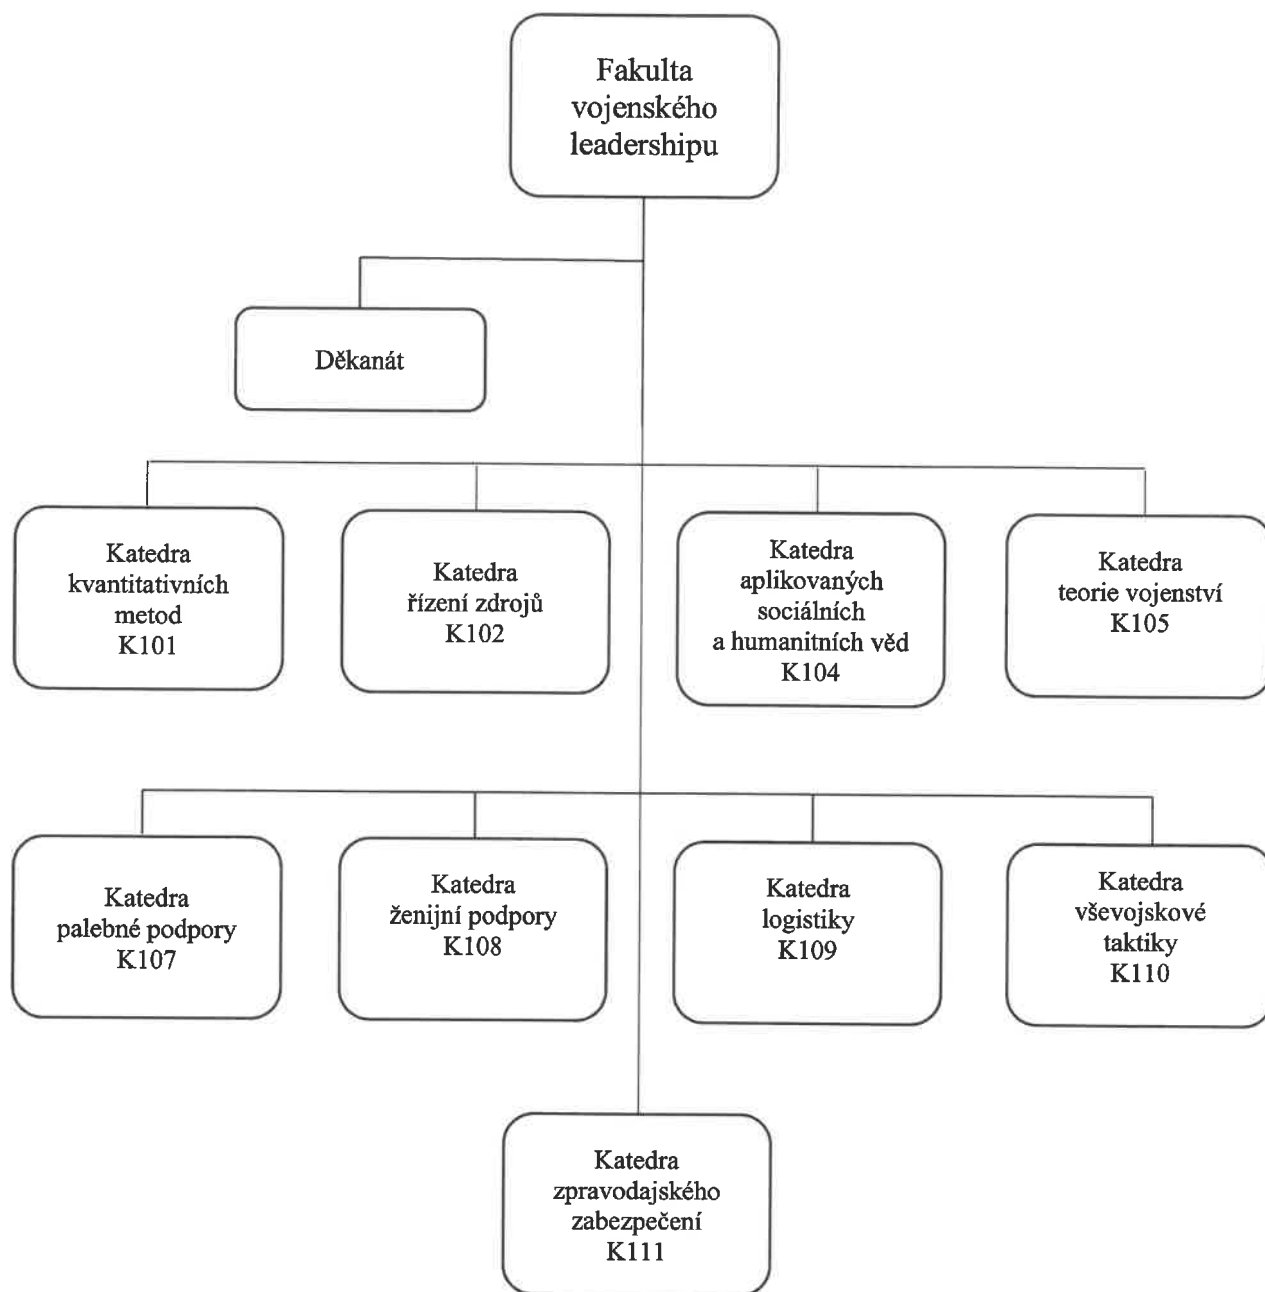 Fakulta
vojenského
leadershipu
Děkanát
Katedra
kvantitativních
metod
K101
Katedra
řízení zdrojů
K102
Katedra
aplikovaných
sociálních
a humanitních věd
K104
Katedra
teorie vojenství
K105
Katedra
palebné podpory
K107
Katedra
ženijní podpory
K108
Katedra
logistiky
K109
Katedra
vševojskové
taktiky
K110
Katedra
zpravodajského
zabezpečení
K111